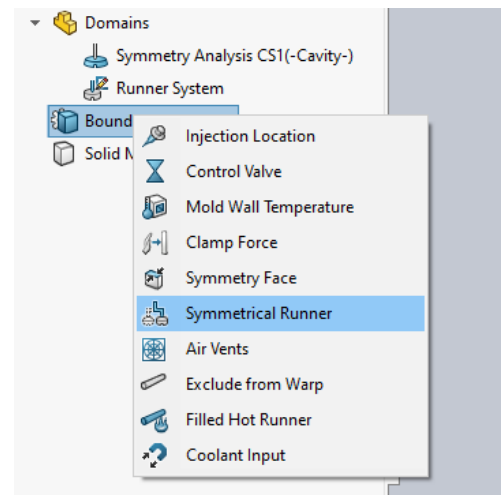 Domains
Symmetry Analysis CS1(-Cavity-)
Runner System
Bound
Solid M
Injection Location
Control Valve
Mold Wall Temperature
Clamp Force
Symmetry Face
Symmetrical Runner
Air Vents
Exclude from Warp
Filled Hot Runner
Coolant Input